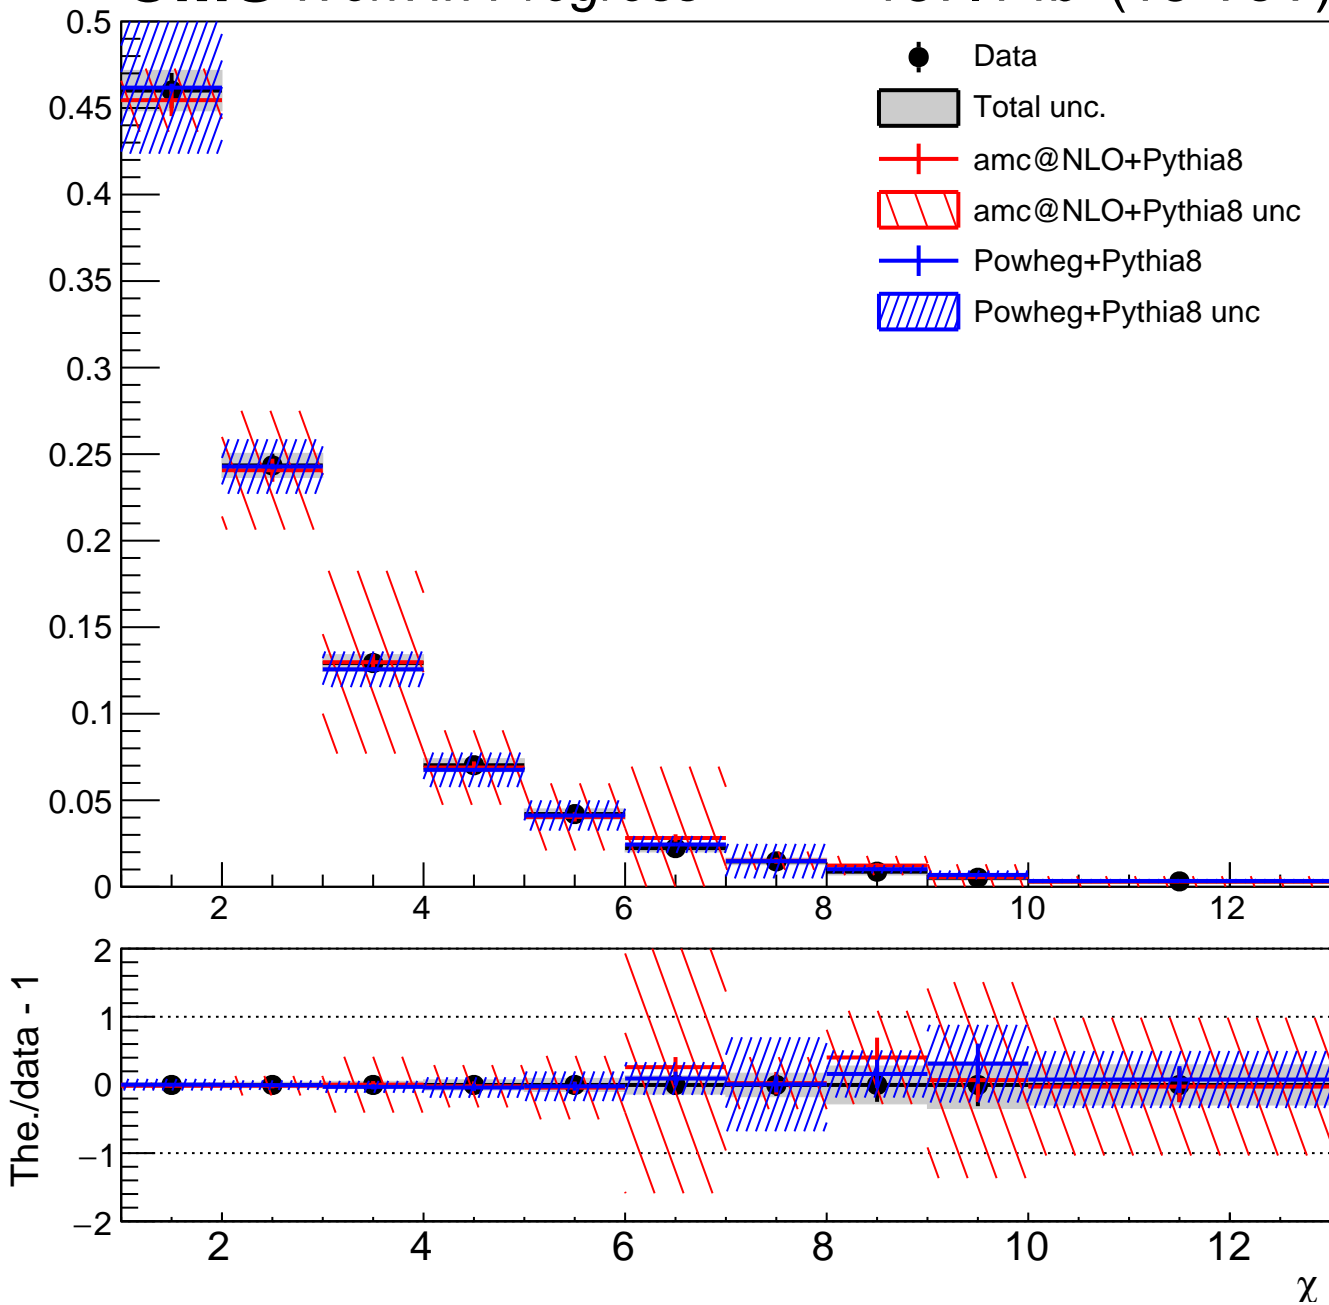 0.5
Data
Total unc.
0.45
amc@NLO+Pythia8
0.4
amc@NLO+Pythia8 unc
Powheg+Pythia8
0.35
Powheg+Pythia8 unc
0.3
0.25
0.2
0.15
0.1
0.05
0
2 4 6 8 10 12
The./data - 1
2
1
0
−1
−2
2 4 6 8 10 12
χ